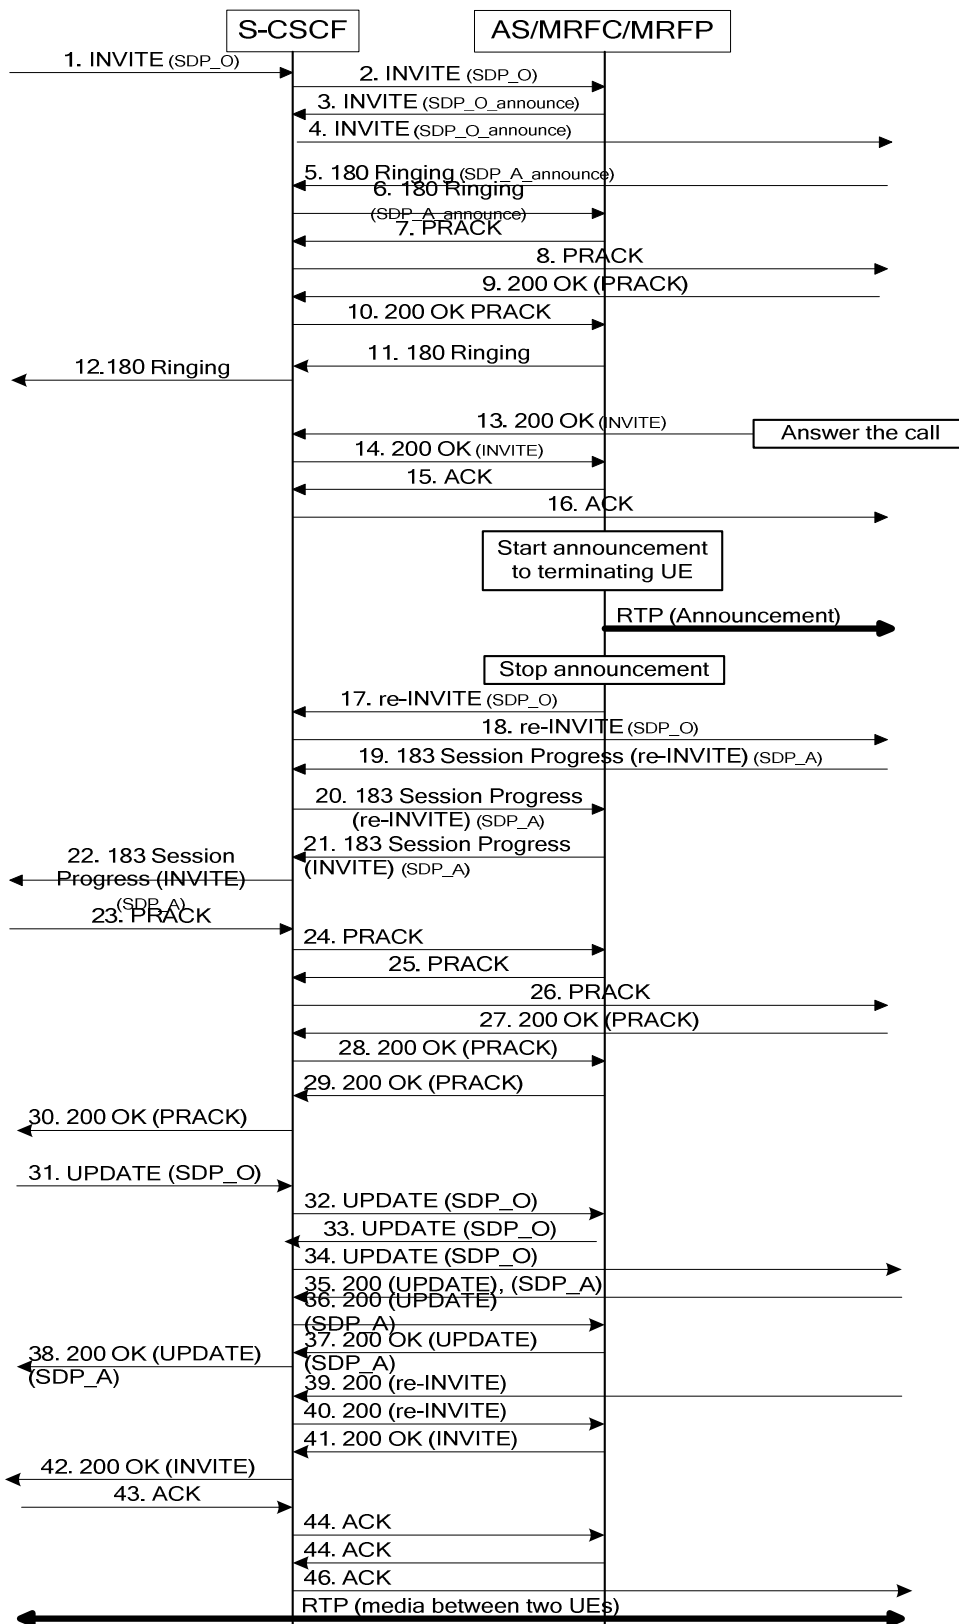 S-CSCF
AS/MRFC/MRFP
1. INVITE (SDP_O)
2. INVITE (SDP_O)
3. INVITE (SDP_O_announce)
4. INVITE (SDP_O_announce)
5. 180 Ringing (SDP_A_announce)
6. 180 Ringing
(SDP_A_announce)
7. PRACK
8. PRACK
9. 200 OK (PRACK)
10. 200 OK PRACK
11. 180 Ringing
12.180 Ringing
13. 200 OK (INVITE)
Answer the call
14. 200 OK (INVITE)
15. ACK
16. ACK
Start announcement
to terminating UE
RTP (Announcement)
Stop announcement
17. re-INVITE (SDP_O)
18. re-INVITE (SDP_O)
19. 183 Session Progress (re-INVITE) (SDP_A)
20. 183 Session Progress
(re-INVITE) (SDP_A)
21. 183 Session Progress
(INVITE) (SDP_A)
22. 183 Session
Progress (INVITE)
(SDP_A)
23. PRACK
24. PRACK
25. PRACK
26. PRACK
27. 200 OK (PRACK)
28. 200 OK (PRACK)
29. 200 OK (PRACK)
30. 200 OK (PRACK)
31. UPDATE (SDP_O)
32. UPDATE (SDP_O)
33. UPDATE (SDP_O)
34. UPDATE (SDP_O)
35. 200 (UPDATE), (SDP_A)
36. 200 (UPDATE)
(SDP_A)
37. 200 OK (UPDATE)
(SDP_A)
38. 200 OK (UPDATE)
(SDP_A)
39. 200 (re-INVITE)
40. 200 (re-INVITE)
41. 200 OK (INVITE)
42. 200 OK (INVITE)
43. ACK
44. ACK
44. ACK
46. ACK
RTP (media between two UEs)